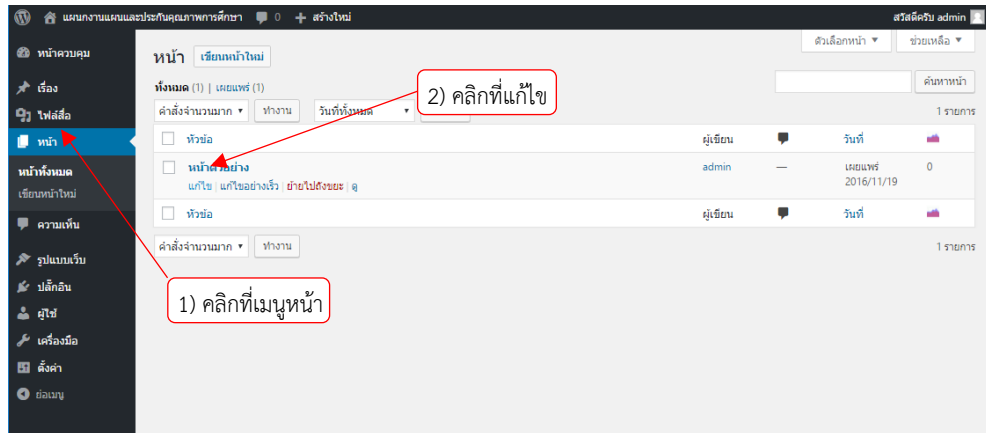 แผนกงานแผนและประกันคุณภาพการศึกษา 0 + สร้างใหม่ สวัสดีครับ admin
หน้าควบคุม
เรื่อง
ไฟล์สื่อ
หน้า
หน้าทั้งหมด
เขียนหน้าใหม่
ความเห็น
รูปแบบเว็บ
ปลั๊กอิน
ผู้ใช้
เครื่องมือ
ตั้งค่า
ย่อเมนู
ตัวเลือกหน้า ช่วยเหลือ
หน้า เขียนหน้าใหม่
ทั้งหมด (1) | เผยแพร่ (1)
ค้นหาหน้า
คำสั่งจำนวนมาก ทำงาน วันที่ทั้งหมด
1 รายการ
2) คลิกที่แก้ไข
หัวข้อ ผู้เขียน วันที่
หน้าตัวอย่าง admin — เผยแพร่ 0
2016/11/19
แก้ไข | แก้ไขอย่างเร็ว | ย้ายไปถังขยะ | ดู
หัวข้อ ผู้เขียน วันที่
คำสั่งจำนวนมาก ทำงาน 1 รายการ
1) คลิกที่เมนูหน้า